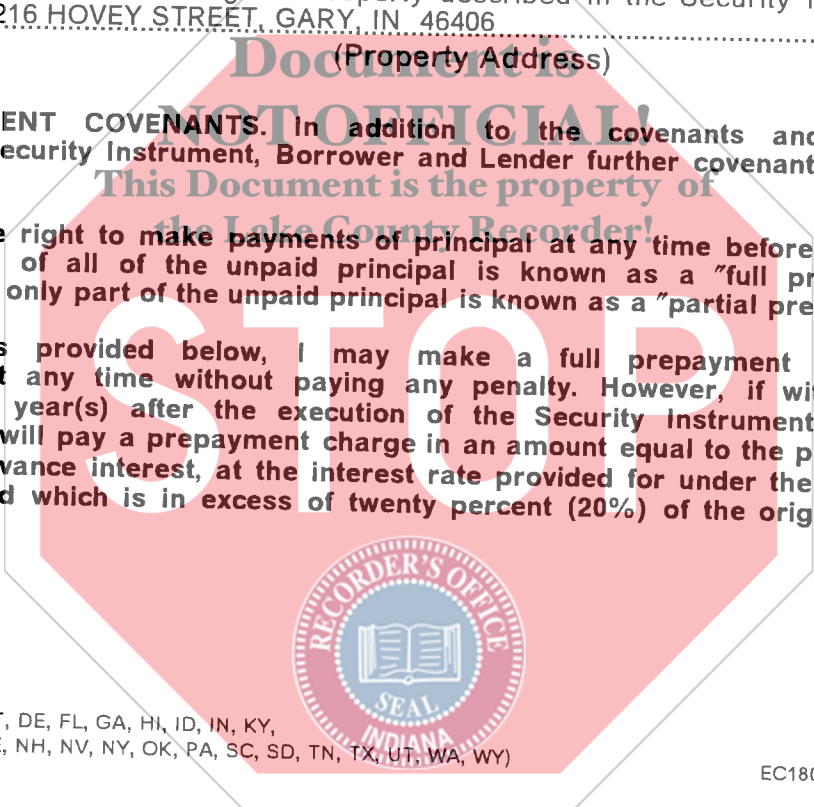 property described in the Security I
216 HOVEY STREET, GARY, IN 46406
(Property Address)
Document is
NOT OFFICIAL!
This Document is the property of
the Lake County Recorder!
ENT COVENANTS. In addition to the covenants and
ecurity Instrument, Borrower and Lender further covenant
e right to make payments of principal at any time before
of all of the unpaid principal is known as a "full pr
only part of the unpaid principal is known as a "partial pre
s provided below, I may make a full prepayment
t any time without paying any penalty. However, if wit
year(s) after the execution of the Security Instrument
will pay a prepayment charge in an amount equal to the p
vance interest, at the interest rate provided for under the
d which is in excess of twenty percent (20%) of the orig
STOP
RECORDER'S OFFICE
SEAL
INDIANA
, DE, FL, GA, HI, ID, IN, KY,
, NH, NV, NY, OK, PA, SC, SD, TN, TX, UT, WA, WY)
EC180